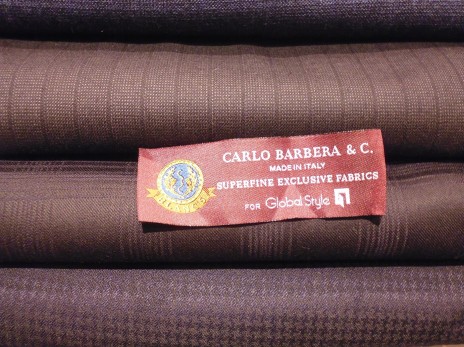 CARLO BARBERA & C.
MADE IN ITALY
SUPERFINE EXCLUSIVE FABRICS
FOR Global Style